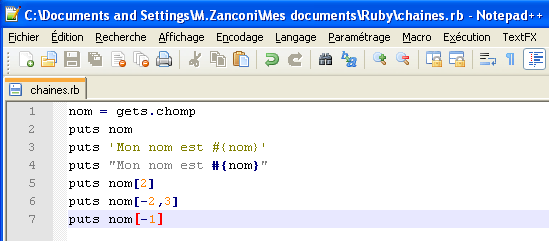 C:\Documents and Settings\M.Zanconi\Mes documents\Ruby\chaines.rb - Notepad++
Fichier Édition Recherche Affichage Encodage Langage Paramétrage Macro Exécution TextFX
chaines.rb
1 nom = gets.chomp
2 puts nom
3 puts 'Mon nom est #{nom}'
4 puts "Mon nom est #{nom}"
5 puts nom[2]
6 puts nom[-2,3]
7 puts nom[-1]